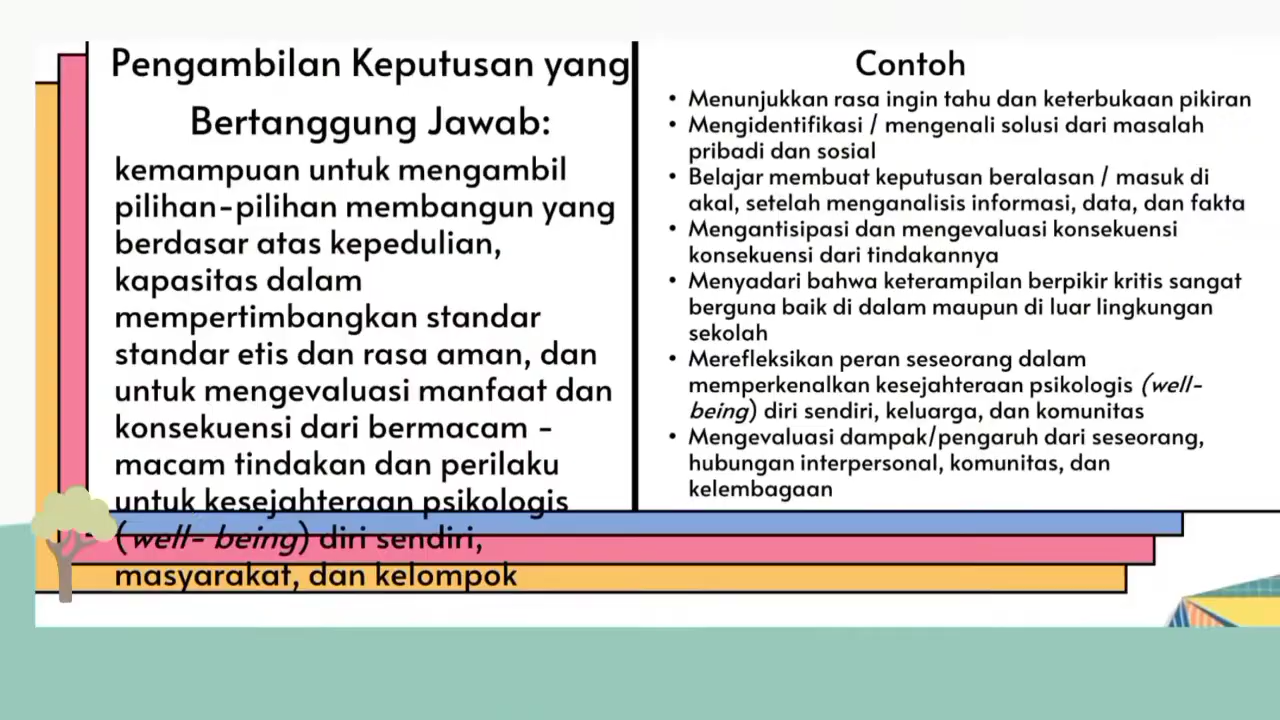 Pengambilan Keputusan yang
Bertanggung Jawab:
kemampuan untuk mengambil
pilihan-pilihan membangun yang
berdasar atas kepedulian,
kapasitas dalam
mempertimbangkan standar
standar etis dan rasa aman, dan
untuk mengevaluasi manfaat dan
konsekuensi dari bermacam -
macam tindakan dan perilaku
untuk kesejahteraan psikologis
(well- being) diri sendiri,
masyarakat, dan kelompok
Contoh
• Menunjukkan rasa ingin tahu dan keterbukaan pikiran
• Mengidentifikasi / mengenali solusi dari masalah
pribadi dan sosial
• Belajar membuat keputusan beralasan / masuk di
akal, setelah menganalisis informasi, data, dan fakta
• Mengantisipasi dan mengevaluasi konsekuensi
konsekuensi dari tindakannya
• Menyadari bahwa keterampilan berpikir kritis sangat
berguna baik di dalam maupun di luar lingkungan
sekolah
• Merefleksikan peran seseorang dalam
memperkenalkan kesejahteraan psikologis (well-
being) diri sendiri, keluarga, dan komunitas
• Mengevaluasi dampak/pengaruh dari seseorang,
hubungan interpersonal, komunitas, dan
kelembagaan